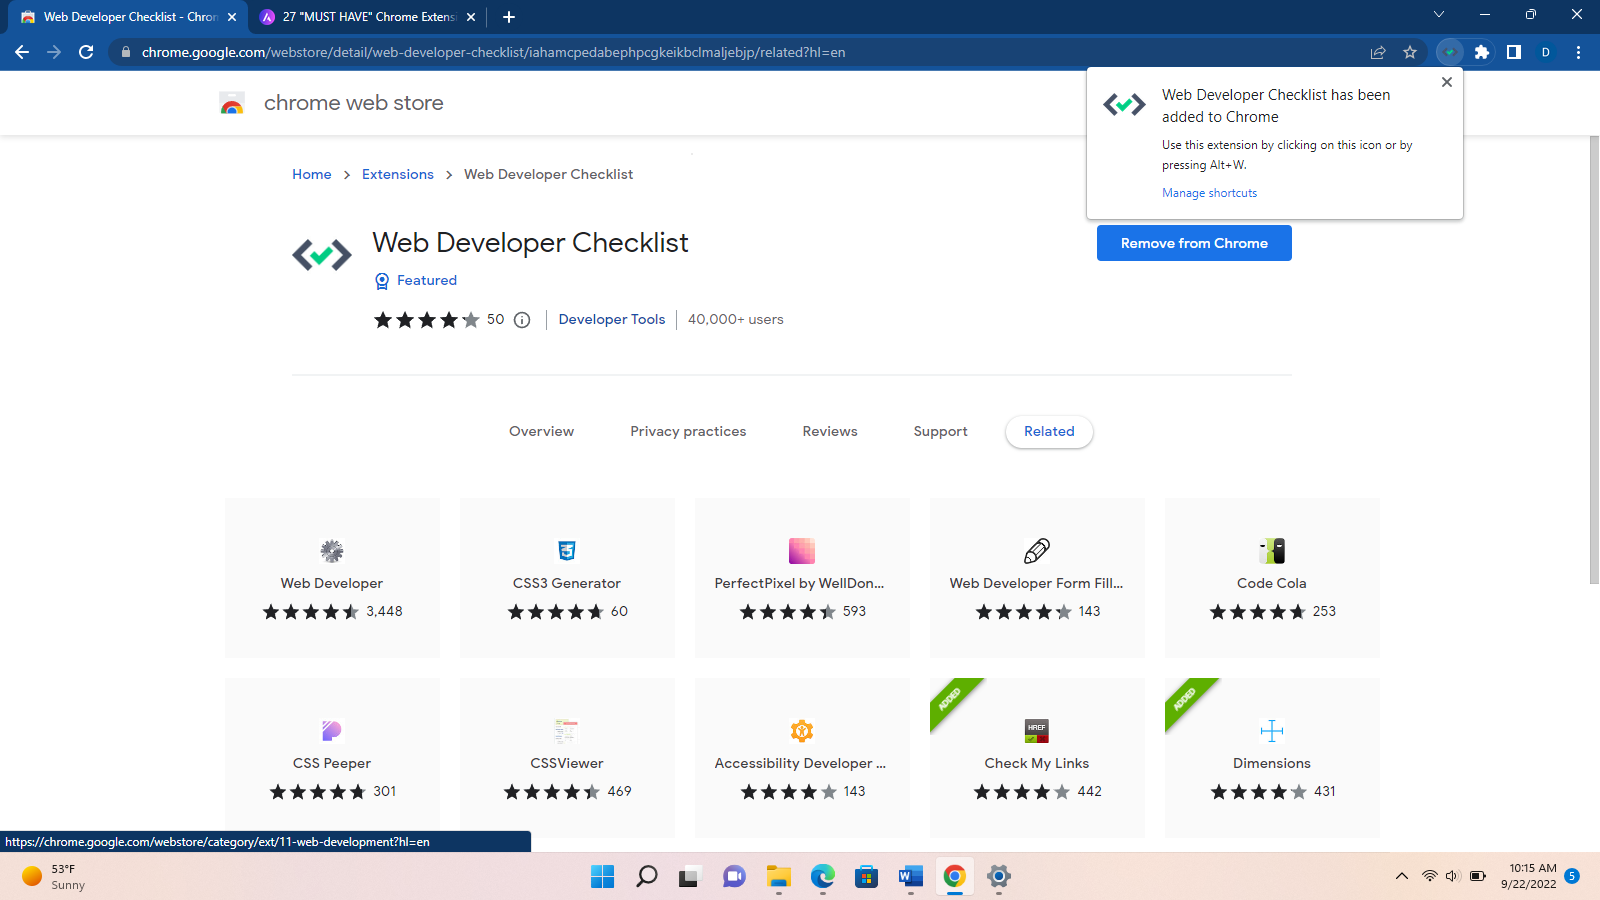 Web Developer Checklist - Chrom
27 "MUST HAVE" Chrome Extensi
chrome.google.com/webstore/detail/web-developer-checklist/iahamcpedabephpcgkeikbclmaljebjp/related?hl=en
D
chrome web store
Web Developer Checklist has been
added to Chrome
Use this extension by clicking on this icon or by
pressing Alt+W.
Manage shortcuts
Home > Extensions > Web Developer Checklist
Web Developer Checklist
Remove from Chrome
Featured
50
Developer Tools
40,000+ users
Overview
Privacy practices
Reviews
Support
Related
Web Developer
3,448
CSS3 Generator
60
PerfectPixel by WellDon...
593
Web Developer Form Fill...
143
Code Cola
253
CSS Peeper
301
CSSViewer
469
Accessibility Developer ...
143
ADDED
HREF
Check My Links
442
ADDED
Dimensions
431
https://chrome.google.com/webstore/category/ext/11-web-development?hl=en
53°F
Sunny
10:15 AM
9/22/2022
5